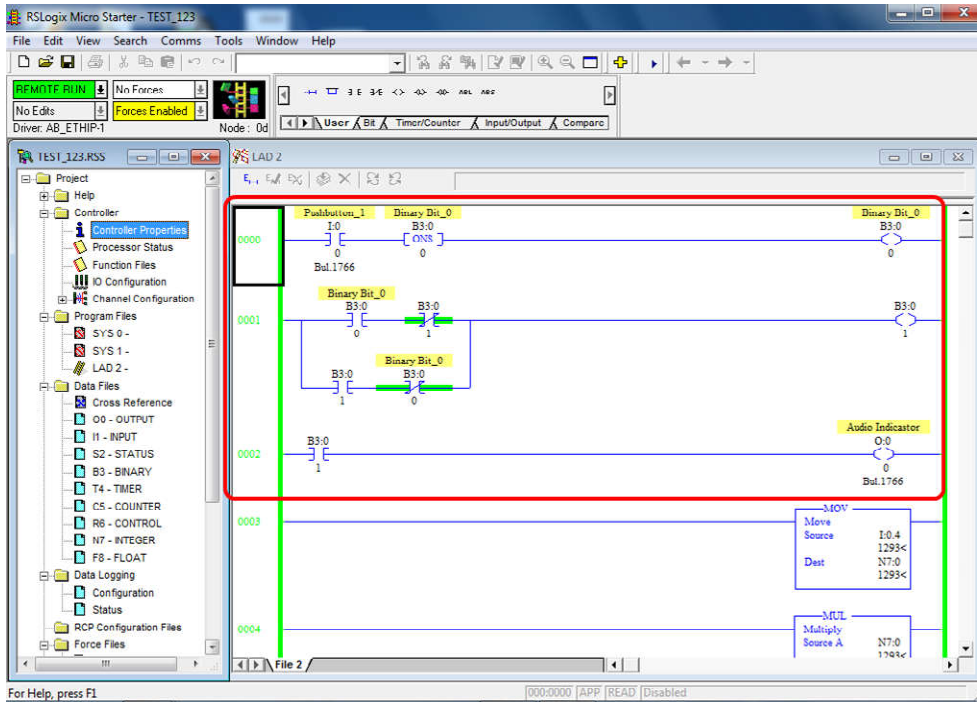 RSLogix Micro Starter - TEST_123
File Edit View Search Comms Tools Window Help
REMOTE RUN No Forces
No Edits Forces Enabled
Driver: AB_ETHIP-1 Node: 0d
ABL ABS
User Bit Timer/Counter Input/Output Compare
TEST_123.RSS
Project
Help
Controller
Controller Properties
Processor Status
Function Files
IO Configuration
Channel Configuration
Program Files
SYS 0 -
SYS 1 -
LAD 2 -
Data Files
Cross Reference
O0 - OUTPUT
I1 - INPUT
S2 - STATUS
B3 - BINARY
T4 - TIMER
C5 - COUNTER
R6 - CONTROL
N7 - INTEGER
F8 - FLOAT
Data Logging
Configuration
Status
RCP Configuration Files
Force Files
LAD 2
Pushbutton_1 Binary Bit_0 Binary Bit_0
I:0 B3:0 B3:0
0000 ONS
0 0 0
Bul.1766
Binary Bit_0
B3:0 B3:0 B3:0
0001
0 1 1
Binary Bit_0
B3:0 B3:0
1 0
Audio Indicastor
B3:0 O:0
0002
1 0
Bul.1766
0003
MOV
Move
Source I:0.4
1293<
Dest N7:0
1293<
0004
MUL
Multiply
Source A N7:0
1293<
File 2
For Help, press F1 000:0000 APP READ Disabled